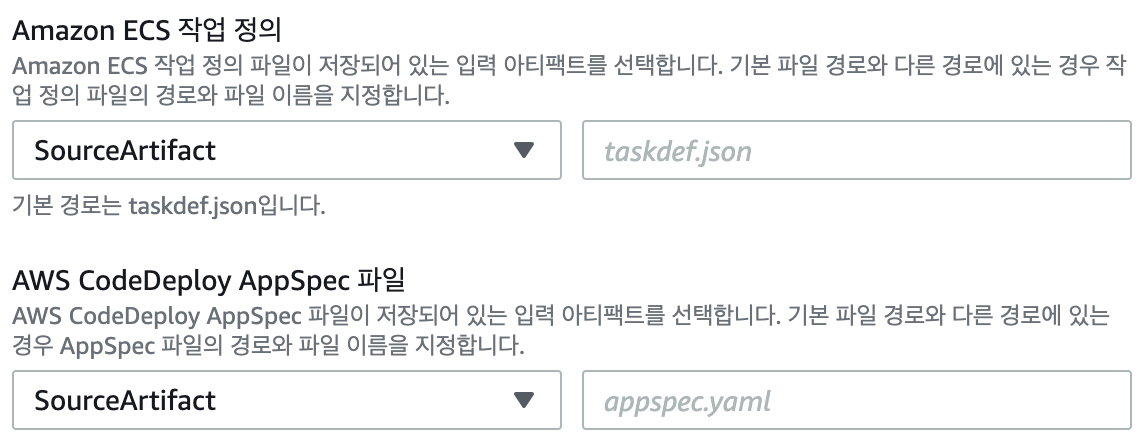 Amazon ECS 작업 정의
Amazon ECS 작업 정의 파일이 저장되어 있는 입력 아티팩트를 선택합니다. 기본 파일 경로와 다른 경로에 있는 경우 작
업 정의 파일의 경로와 파일 이름을 지정합니다.
SourceArtifact taskdef.json
기본 경로는 taskdef.json입니다.
AWS CodeDeploy AppSpec 파일
AWS CodeDeploy AppSpec 파일이 저장되어 있는 입력 아티팩트를 선택합니다. 기본 파일 경로와 다른 경로에 있는
경우 AppSpec 파일의 경로와 파일 이름을 지정합니다.
SourceArtifact appspec.yaml